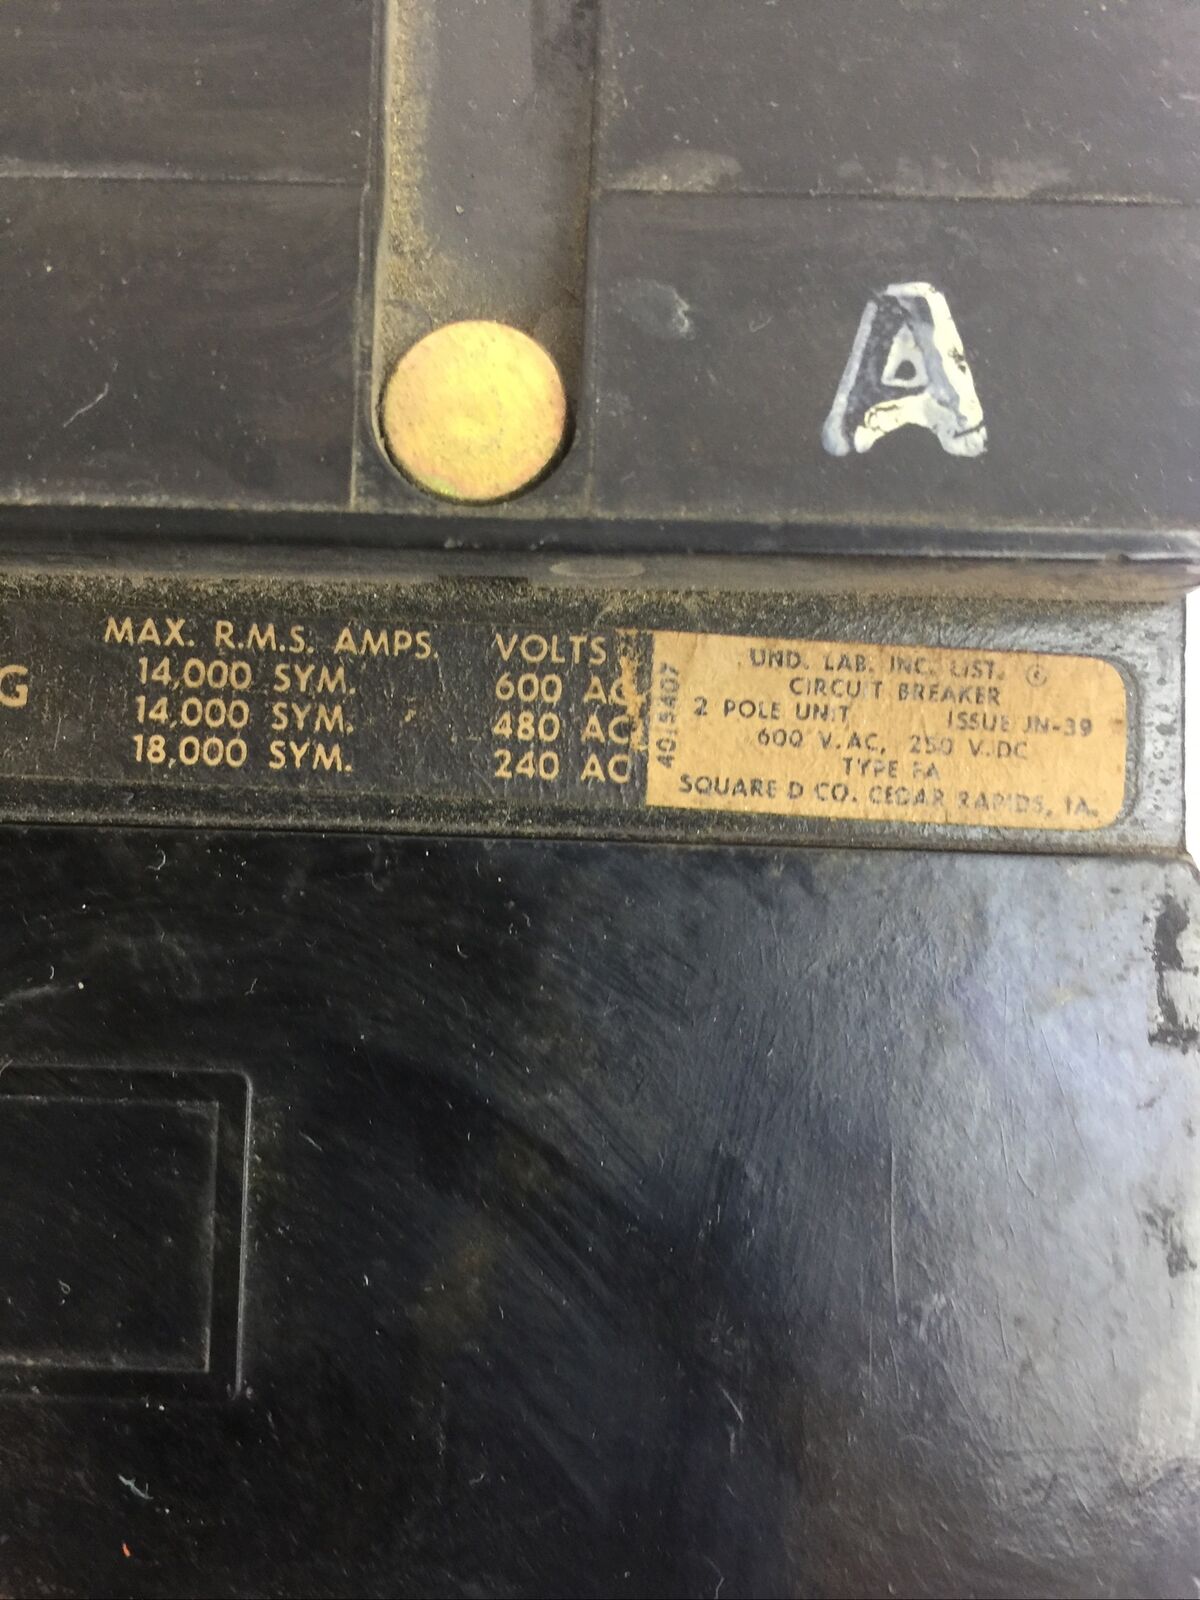 A
G
MAX. R.M.S. AMPS. VOLTS
14,000 SYM. 600 AC
14,000 SYM. 480 AC
18,000 SYM. 240 AC
4015407
UND. LAB. INC. LIST.
CIRCUIT BREAKER
2 POLE UNIT ISSUE JN-39
600 V.AC, 250 V.DC
TYPE FA
SQUARE D CO. CEDAR RAPIDS, IA.